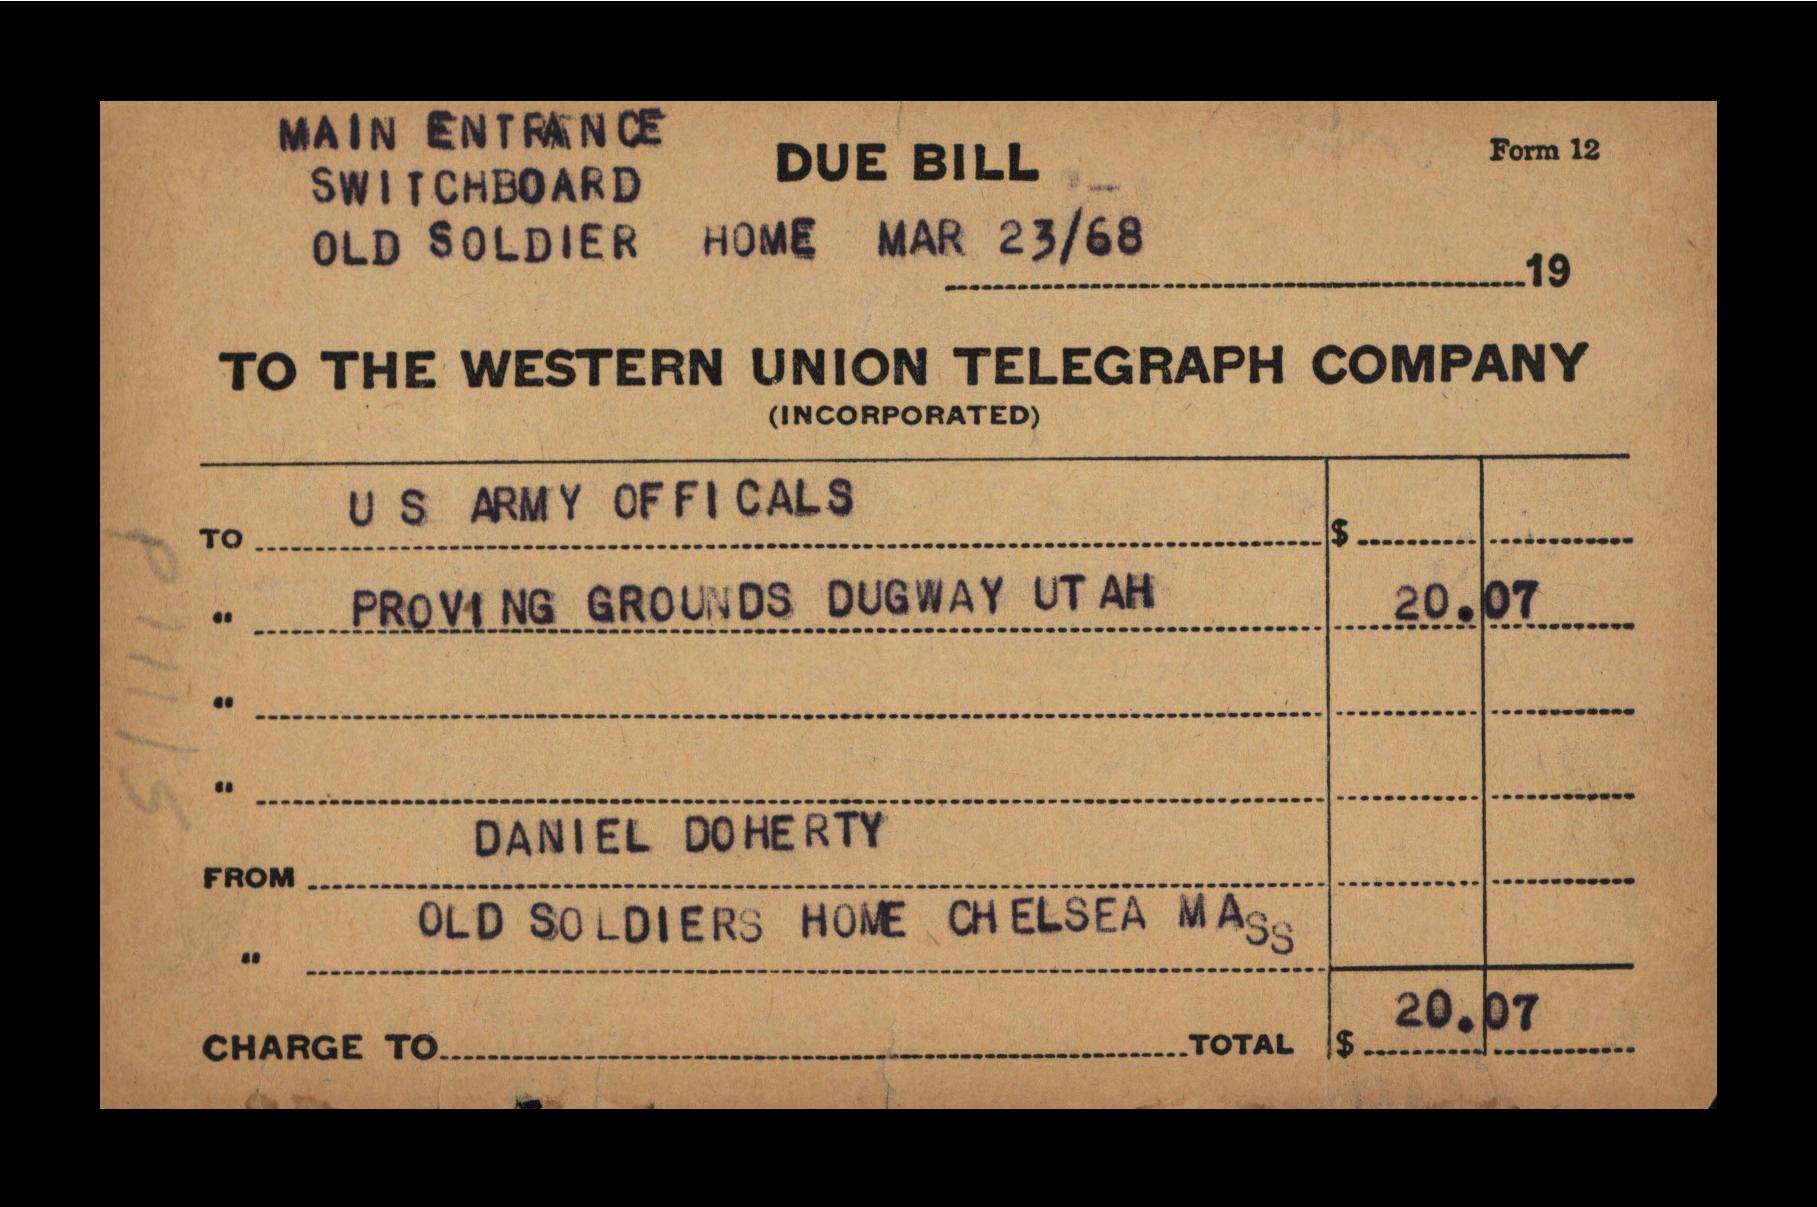 MAIN ENTRANCE
SWITCHBOARD
DUE BILL
Form 12
OLD SOLDIER HOME MAR 23/68
19
TO THE WESTERN UNION TELEGRAPH COMPANY
(INCORPORATED)
U S ARMY OFFICALS
TO $
" PROVING GROUNDS DUGWAY UTAH 20.07
"
"
DANIEL DOHERTY
FROM
OLD SOLDIERS HOME CHELSEA MASS
"
20.07
CHARGE TO TOTAL $